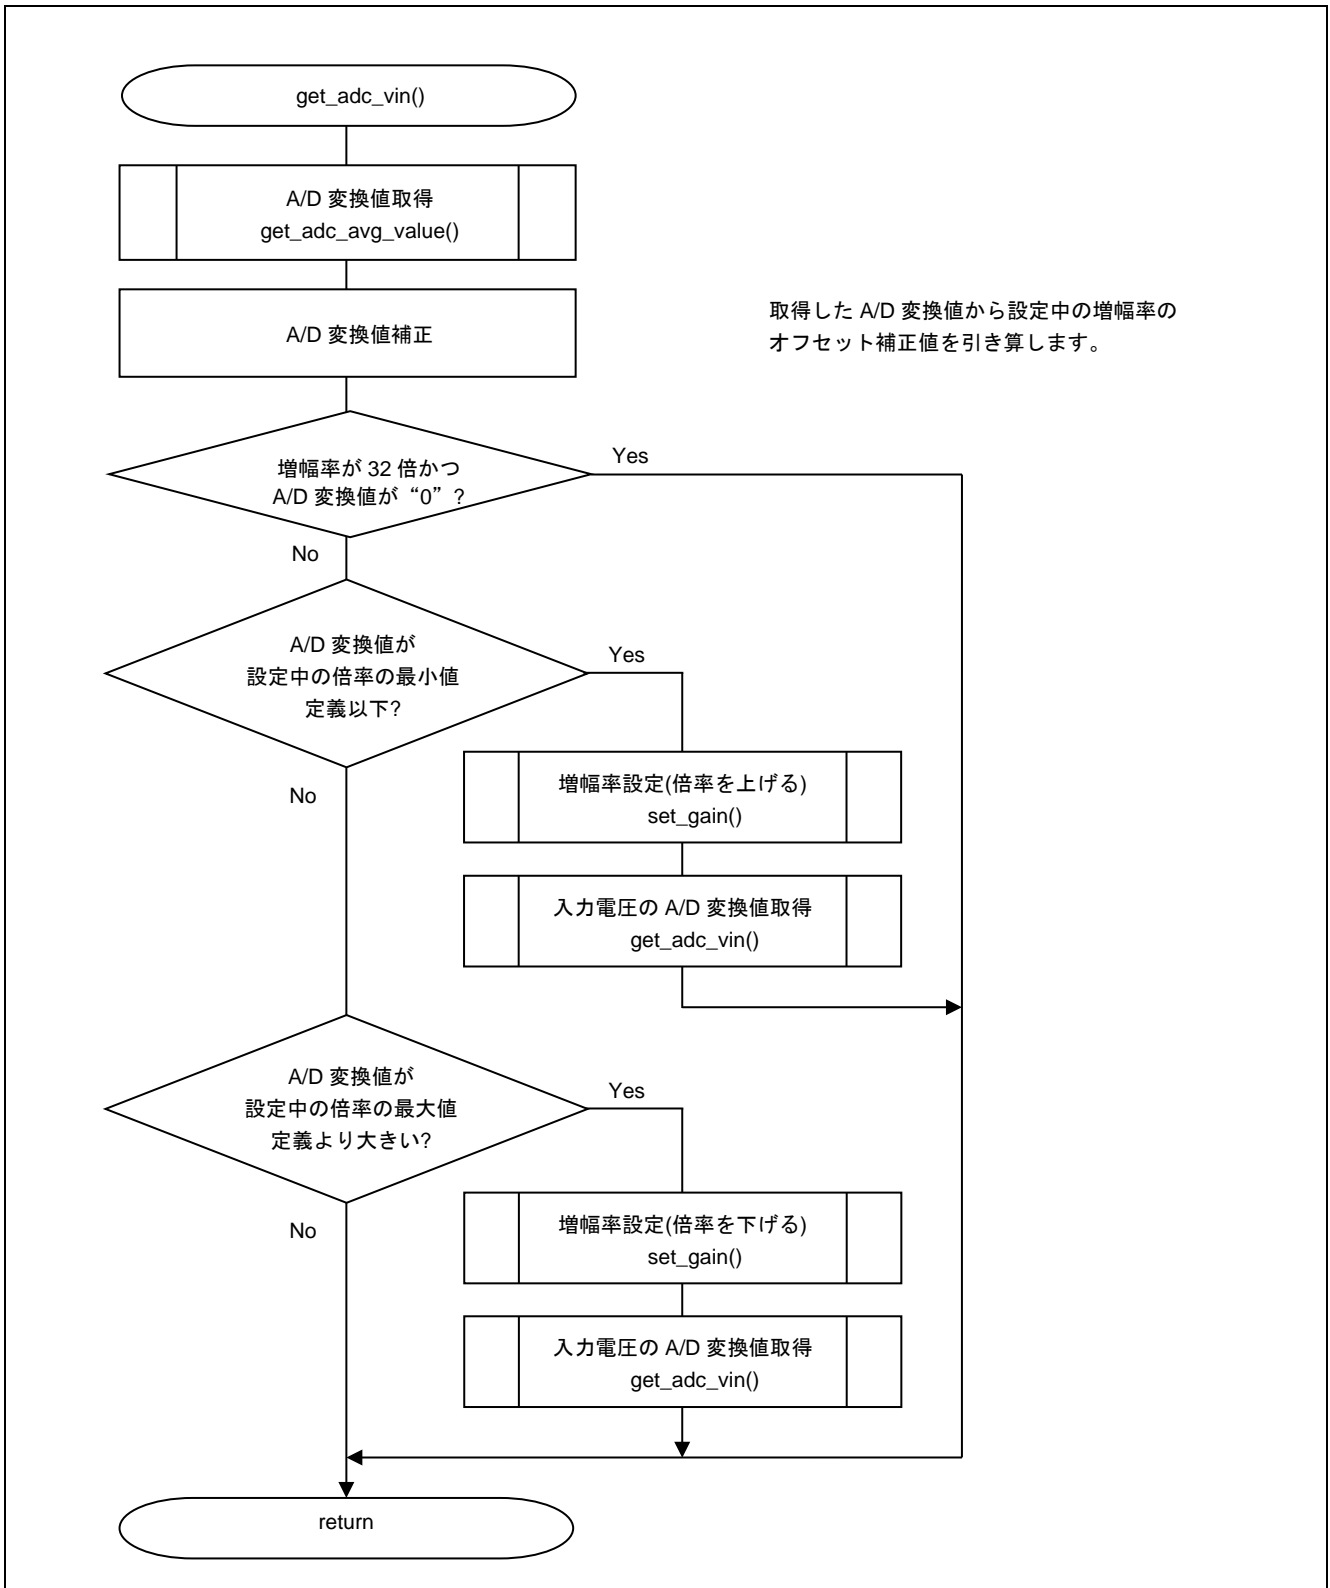 get_adc_vin()
A/D 変換値取得
get_adc_avg_value()
A/D 変換値補正
取得した A/D 変換値から設定中の増幅率の
オフセット補正値を引き算します。
増幅率が 32 倍かつ
A/D 変換値が“0”?
Yes
No
A/D 変換値が
設定中の倍率の最小値
定義以下?
Yes
No
増幅率設定(倍率を上げる)
set_gain()
入力電圧の A/D 変換値取得
get_adc_vin()
A/D 変換値が
設定中の倍率の最大値
定義より大きい?
Yes
No
増幅率設定(倍率を下げる)
set_gain()
入力電圧の A/D 変換値取得
get_adc_vin()
return